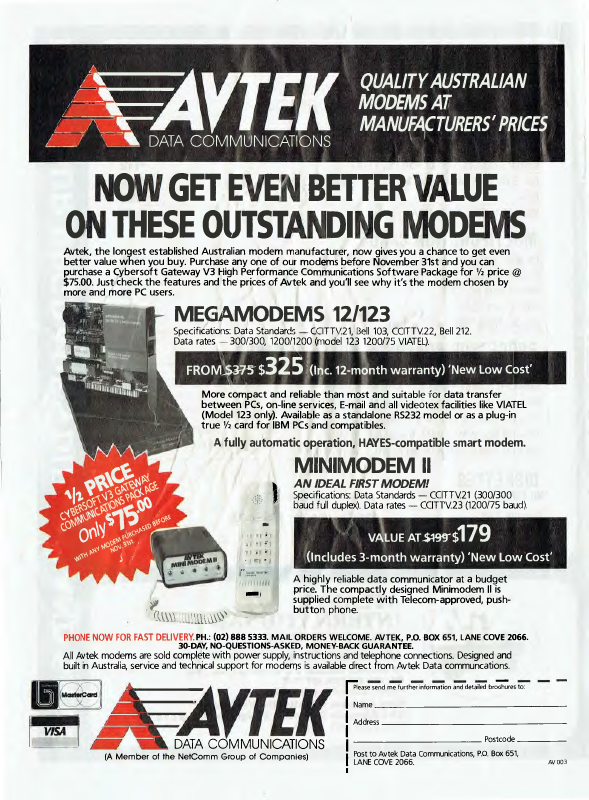 AVTEK
DATA COMMUNICATIONS
QUALITY AUSTRALIAN
MODEMS AT
MANUFACTURERS' PRICES
NOW GET EVEN BETTER VALUE
ON THESE OUTSTANDING MODEMS
Avtek, the longest established Australian modem manufacturer, now gives you a chance to get even
better value when you buy. Purchase any one of our modems before November 31st and you can
purchase a Cybersoft Gateway V3 High Performance Communications Software Package for ½ price @
$75.00. Just check the features and the prices of Avtek and you'll see why it's the modem chosen by
more and more PC users.
MEGAMODEMS 12/123
Specifications: Data Standards — CCITT V.21, Bell 103, CCITT V.22, Bell 212.
Data rates — 300/300, 1200/1200 (model 123 1200/75 VIATEL).
FROM $375 $325 (Inc. 12-month warranty) 'New Low Cost'
More compact and reliable than most and suitable for data transfer
between PCs, on-line services, E-mail and all videotex facilities like VIATEL
(Model 123 only). Available as a standalone RS232 model or as a plug-in
true ½ card for IBM PCs and compatibles.
A fully automatic operation, HAYES-compatible smart modem.
½ PRICE
CYBERSOFT V3 GATEWAY
COMMUNICATIONS PACKAGE
Only $75.00
WITH ANY MODEM PURCHASED BEFORE
NOV. 31st
MINIMODEM II
AN IDEAL FIRST MODEM!
Specifications: Data Standards — CCITT V.21 (300/300
baud full duplex). Data rates — CCITT V.23 (1200/75 baud).
VALUE AT $199 $179
(Includes 3-month warranty) 'New Low Cost'
AVTEK
MINI MODEM II
A highly reliable data communicator at a budget
price. The compactly designed Minimodem II is
supplied complete with Telecom-approved, push-
button phone.
PHONE NOW FOR FAST DELIVERY. PH.: (02) 888 5333. MAIL ORDERS WELCOME. AVTEK, P.O. BOX 651, LANE COVE 2066.
30-DAY, NO-QUESTIONS-ASKED, MONEY-BACK GUARANTEE.
All Avtek modems are sold complete with power supply, instructions and telephone connections. Designed and
built in Australia, service and technical support for modems is available direct from Avtek Data communcations.
MasterCard
VISA
AVTEK
DATA COMMUNICATIONS
(A Member of the NetComm Group of Companies)
Please send me further information and detailed brochures to:
Name
Address
Postcode
Post to Avtek Data Communications, P.O. Box 651,
LANE COVE 2066.
AV 003